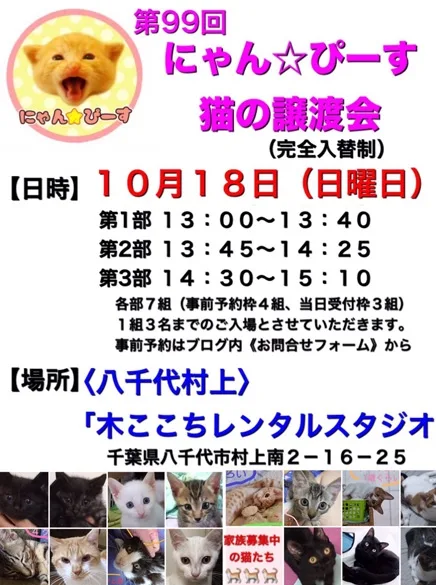 第99回
にゃん☆ぴーす
にゃん☆ぴーす
猫の譲渡会
（完全入替制）
【日時】１０月１８日（日曜日）
第1部 １３：００〜１３：４０
第2部 １３：４５〜１４：２５
第3部 １４：３０〜１５：１０
各部７組（事前予約枠４組、当日受付枠３組）
１組３名までのご入場とさせていただきます。
事前予約はブログ内《お問合せフォーム》から
【場所】〈八千代村上〉
「木ここちレンタルスタジオ
千葉県八千代市村上南２−１６−２５
家族募集中
の猫たち